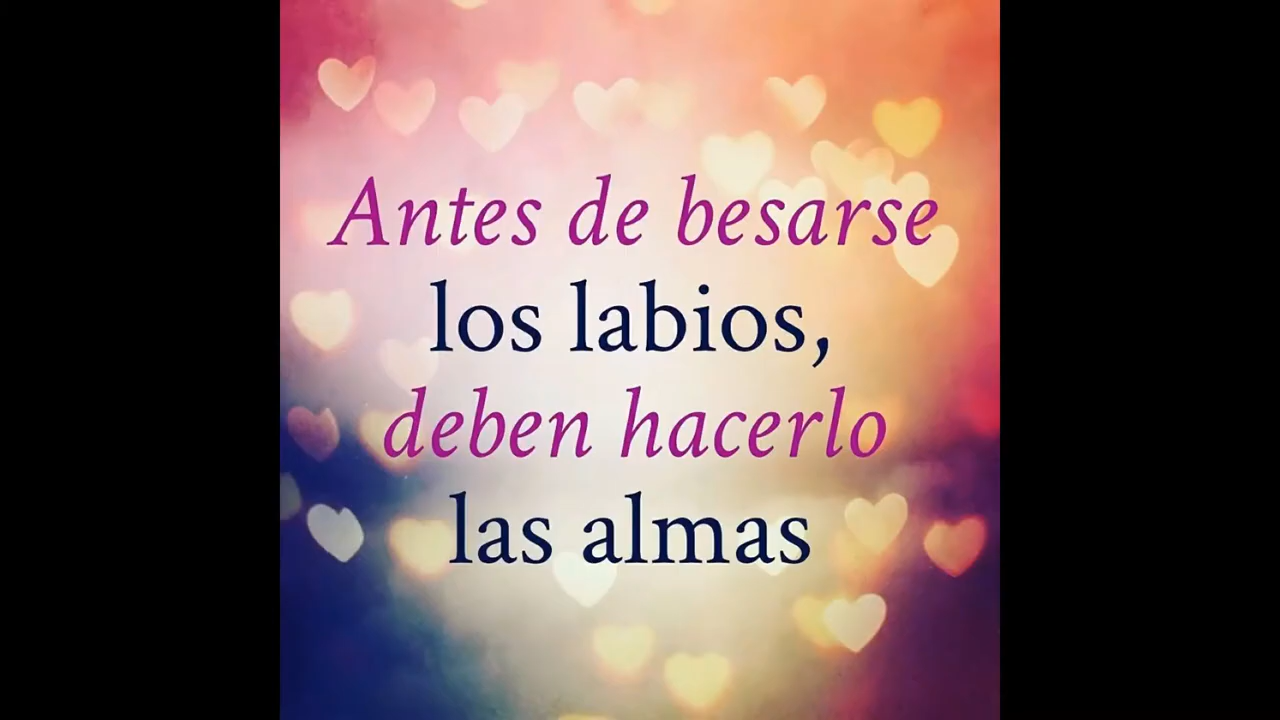 Antes de besarse
los labios,
deben hacerlo
las almas